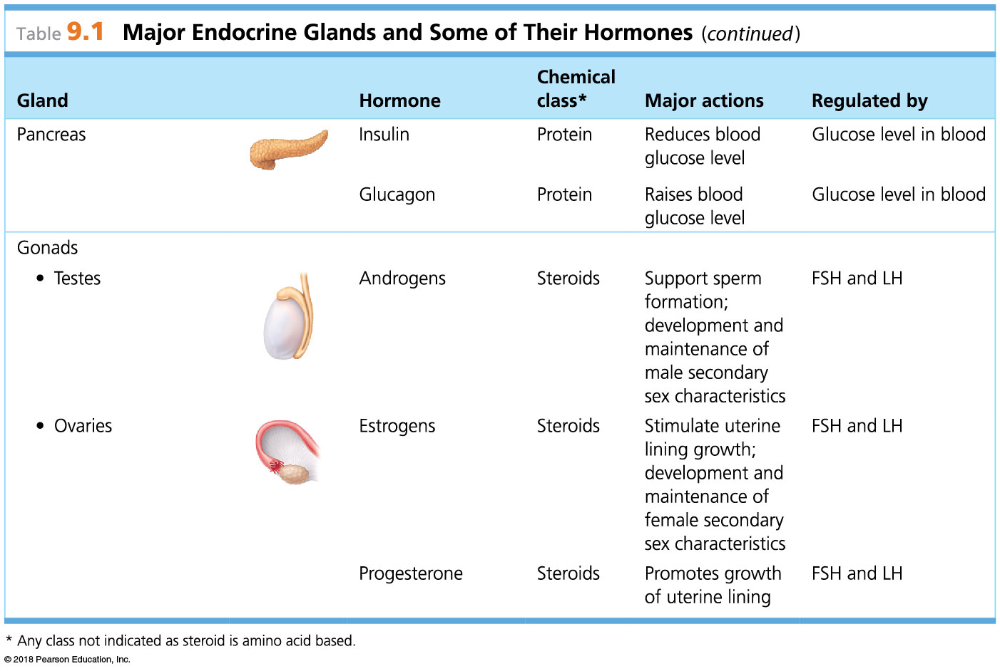 Table 9.1 Major Endocrine Glands and Some of Their Hormones (continued)
Gland Hormone Chemical class* Major actions Regulated by
Pancreas Insulin Protein Reduces blood Glucose level in blood
glucose level
Glucagon Protein Raises blood Glucose level in blood
glucose level
Gonads
• Testes Androgens Steroids Support sperm FSH and LH
formation;
development and
maintenance of
male secondary
sex characteristics
• Ovaries Estrogens Steroids Stimulate uterine FSH and LH
lining growth;
development and
maintenance of
female secondary
sex characteristics
Progesterone Steroids Promotes growth FSH and LH
of uterine lining
* Any class not indicated as steroid is amino acid based.
© 2018 Pearson Education, Inc.